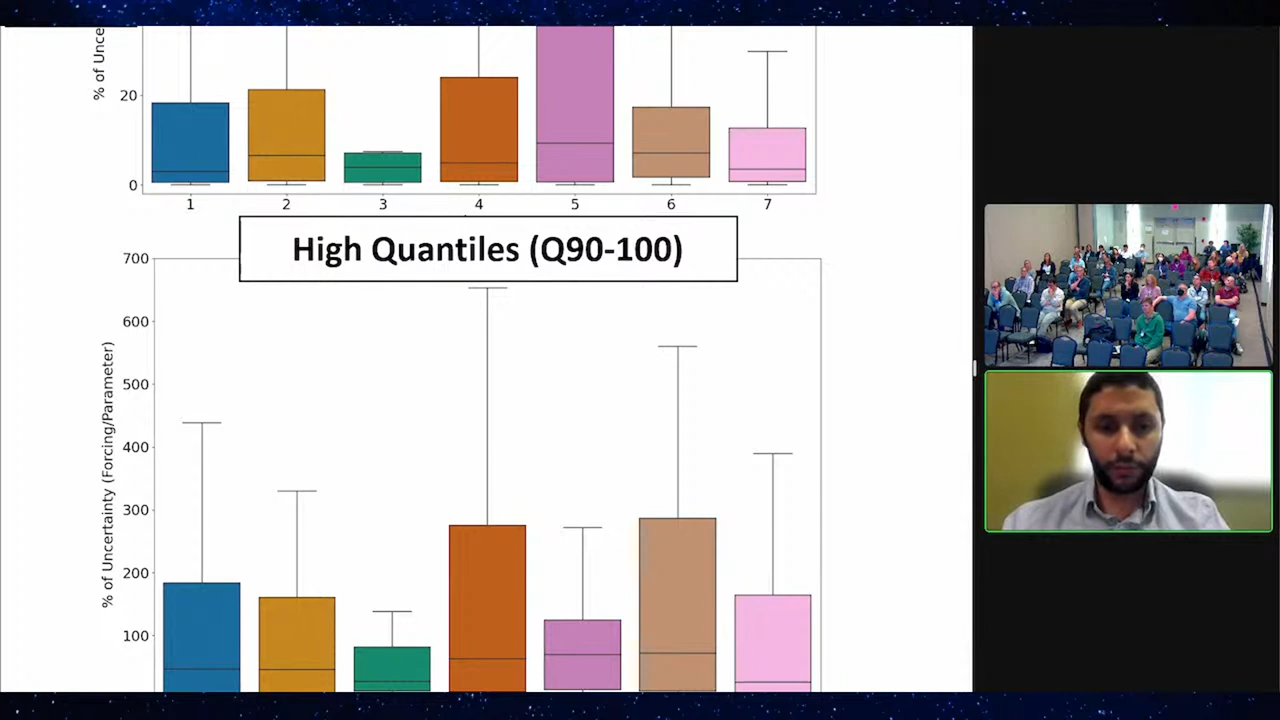 % of Unce
20
0
1 2 3 4 5 6 7
High Quantiles (Q90-100)
700
600
500
400
300
200
100
% of Uncertainty (Forcing/Parameter)